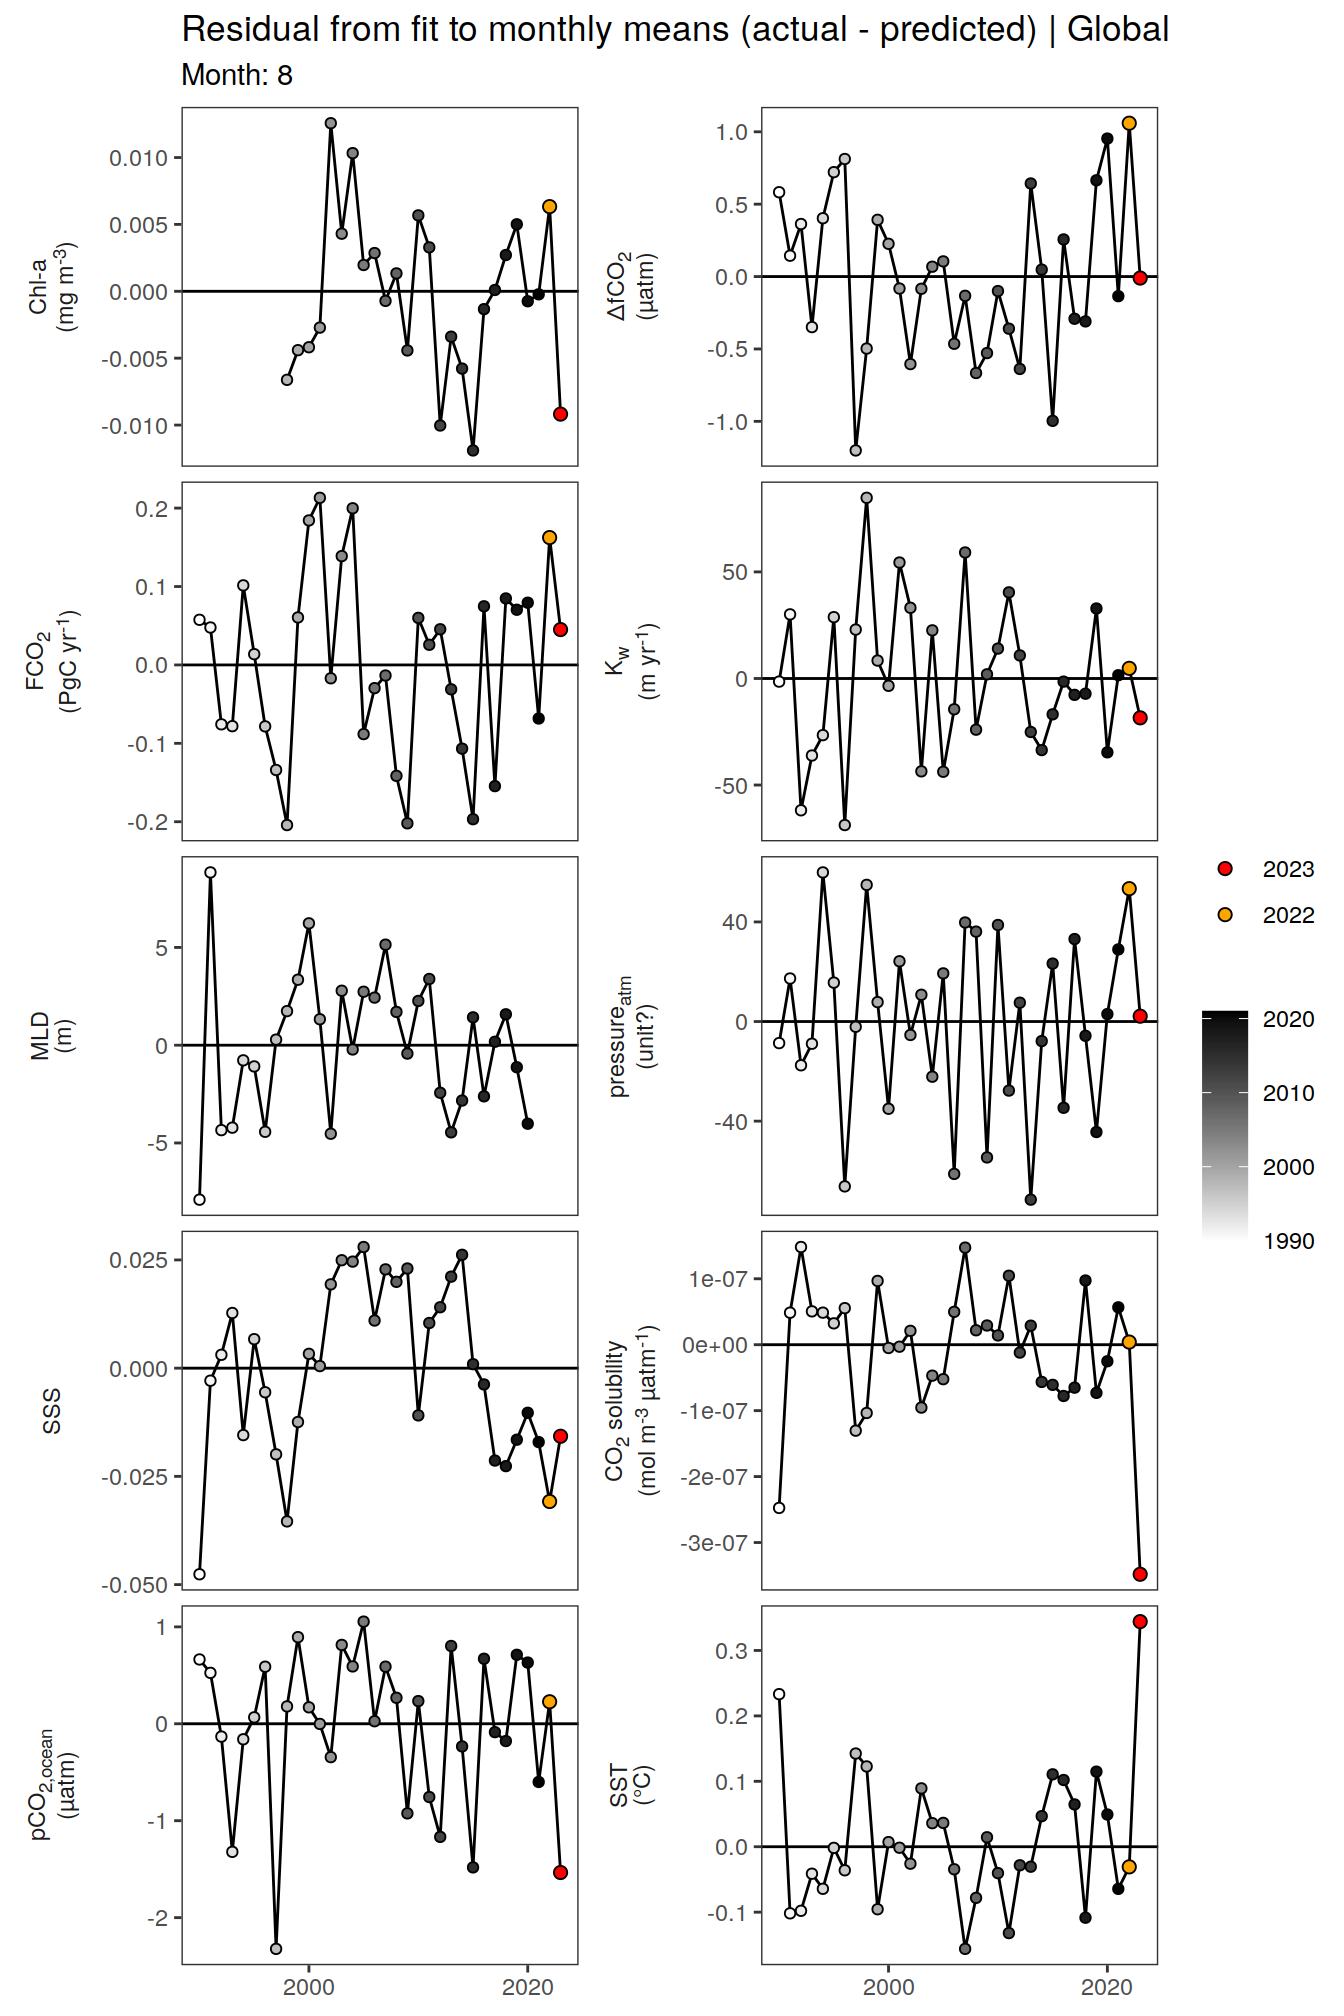 Residual from fit to monthly means (actual - predicted) | Global
Month: 8
Chl-a
(mg m⁻³)
0.010
0.005
0.000
-0.005
-0.010
ΔfCO₂
(µatm)
1.0
0.5
0.0
-0.5
-1.0
FCO₂
(PgC yr⁻¹)
0.2
0.1
0.0
-0.1
-0.2
K_w
(m yr⁻¹)
50
0
-50
MLD
(m)
5
0
-5
pressure_atm
(unit?)
40
0
-40
SSS
0.025
0.000
-0.025
-0.050
CO₂ solubility
(mol m⁻³ µatm⁻¹)
1e-07
0e+00
-1e-07
-2e-07
-3e-07
pCO₂,ocean
(µatm)
1
0
-1
-2
SST
(°C)
0.3
0.2
0.1
0.0
-0.1
2000
2020
2000
2020
2023
2022
2020
2010
2000
1990